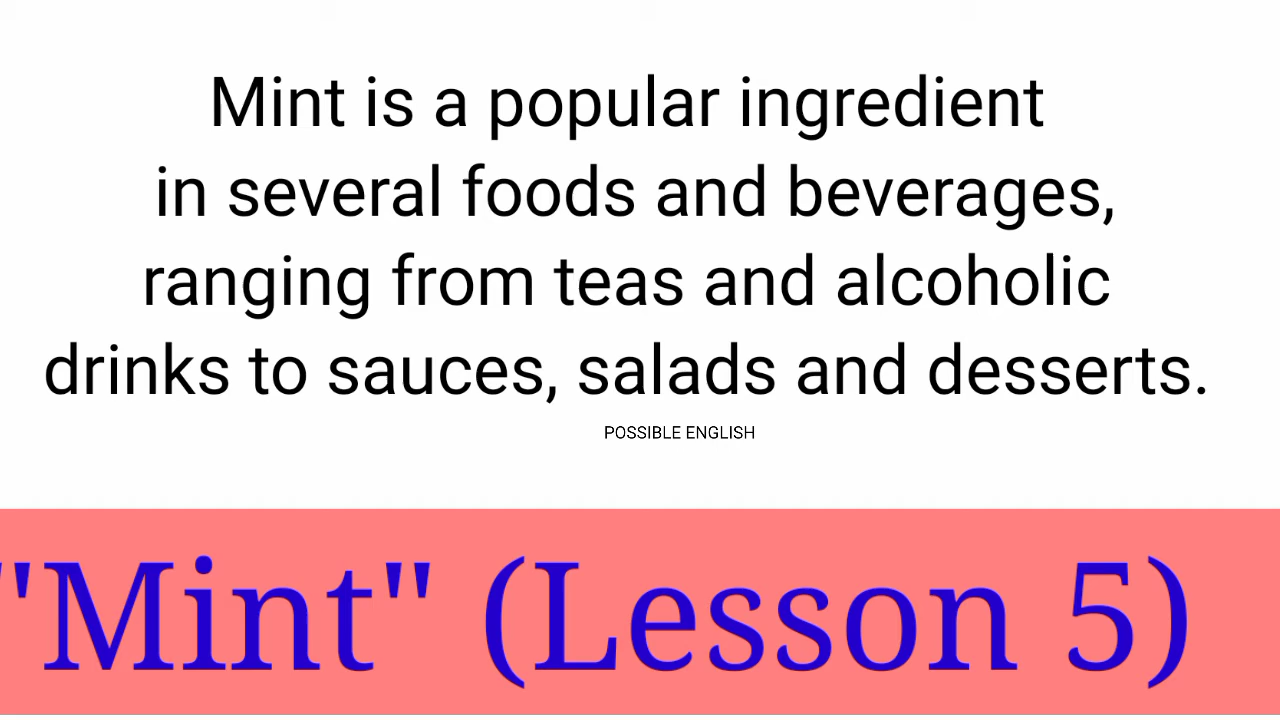 Mint is a popular ingredient
in several foods and beverages,
ranging from teas and alcoholic
drinks to sauces, salads and desserts.
POSSIBLE ENGLISH
"Mint" (Lesson 5)